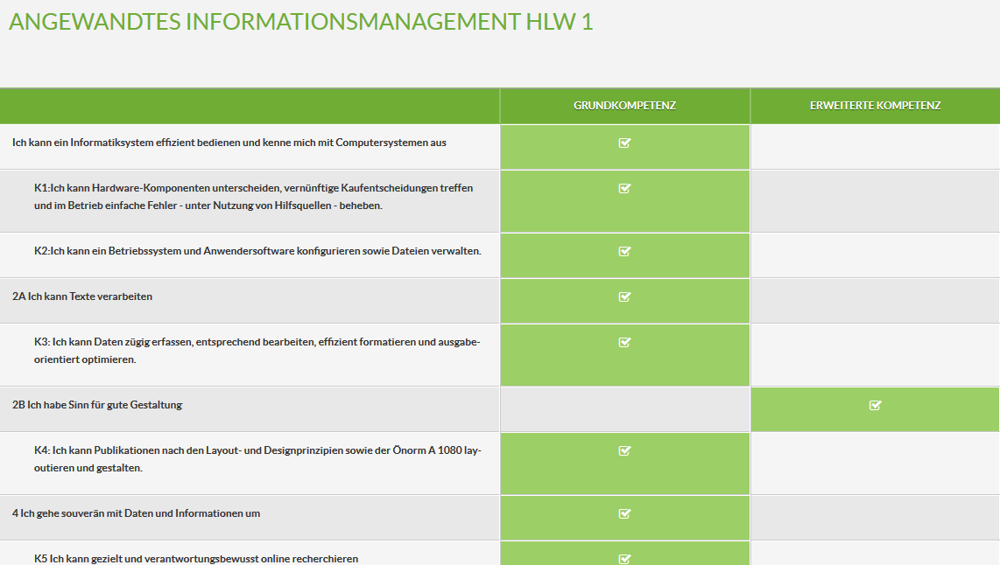 ANGEWANDTES INFORMATIONSMANAGEMENT HLW 1
GRUNDKOMPETENZ ERWEITERTE KOMPETENZ
Ich kann ein Informatiksystem effizient bedienen und kenne mich mit Computersystemen aus
K1:Ich kann Hardware-Komponenten unterscheiden, vernünftige Kaufentscheidungen treffen
und im Betrieb einfache Fehler - unter Nutzung von Hilfsquellen - beheben.
K2:Ich kann ein Betriebssystem und Anwendersoftware konfigurieren sowie Dateien verwalten.
2A Ich kann Texte verarbeiten
K3: Ich kann Daten zügig erfassen, entsprechend bearbeiten, effizient formatieren und ausgabe-
orientiert optimieren.
2B Ich habe Sinn für gute Gestaltung
K4: Ich kann Publikationen nach den Layout- und Designprinzipien sowie der Önorm A 1080 lay-
outieren und gestalten.
4 Ich gehe souverän mit Daten und Informationen um
K5 Ich kann gezielt und verantwortungsbewusst online recherchieren